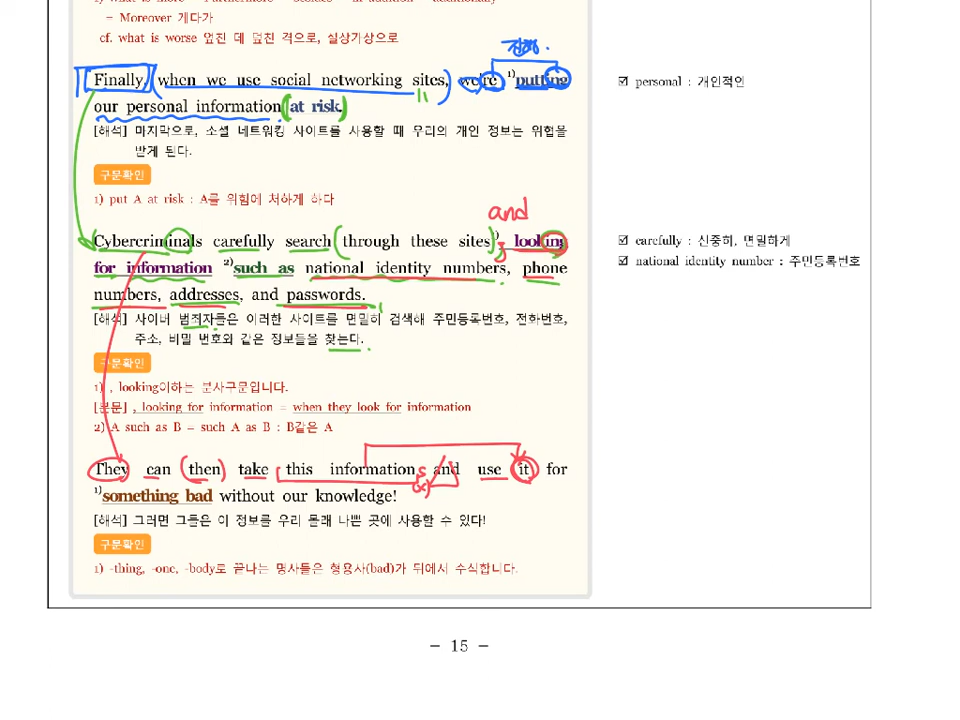 = Moreover 게다가
cf. what is worse 엎친 데 덮친 격으로, 설상가상으로
Finally, when we use social networking sites, we're 1)putting
our personal information at risk.
[해석] 마지막으로, 소셜 네트워킹 사이트를 사용할 때 우리의 개인 정보는 위협을
받게 된다.
구문확인
1) put A at risk : A를 위험에 처하게 하다
and
Cybercriminals carefully search through these sites1), looking
for information 2)such as national identity numbers, phone
numbers, addresses, and passwords.
[해석] 사이버 범죄자들은 이러한 사이트를 면밀히 검색해 주민등록번호, 전화번호,
주소, 비밀 번호와 같은 정보들을 찾는다.
구문확인
1) , looking이하는 분사구문입니다.
[본문] , looking for information = when they look for information
2) A such as B = such A as B : B같은 A
They can then take this information and use it for
s(x)
1)something bad without our knowledge!
[해석] 그러면 그들은 이 정보를 우리 몰래 나쁜 곳에 사용할 수 있다!
구문확인
1) -thing, -one, -body로 끝나는 명사들은 형용사(bad)가 뒤에서 수식합니다.
☑ personal : 개인적인
☑ carefully : 신중히, 면밀하게
☑ national identity number : 주민등록번호
- 15 -